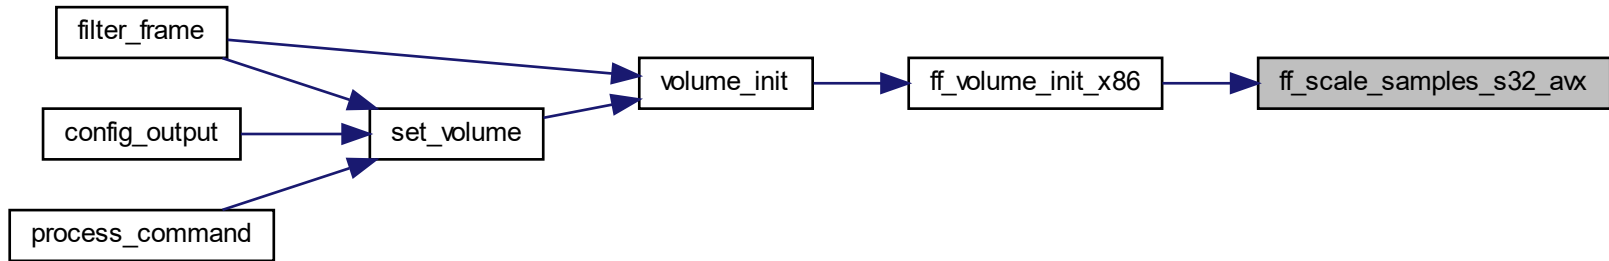 filter_frame
config_output
process_command
set_volume
volume_init
ff_volume_init_x86
ff_scale_samples_s32_avx